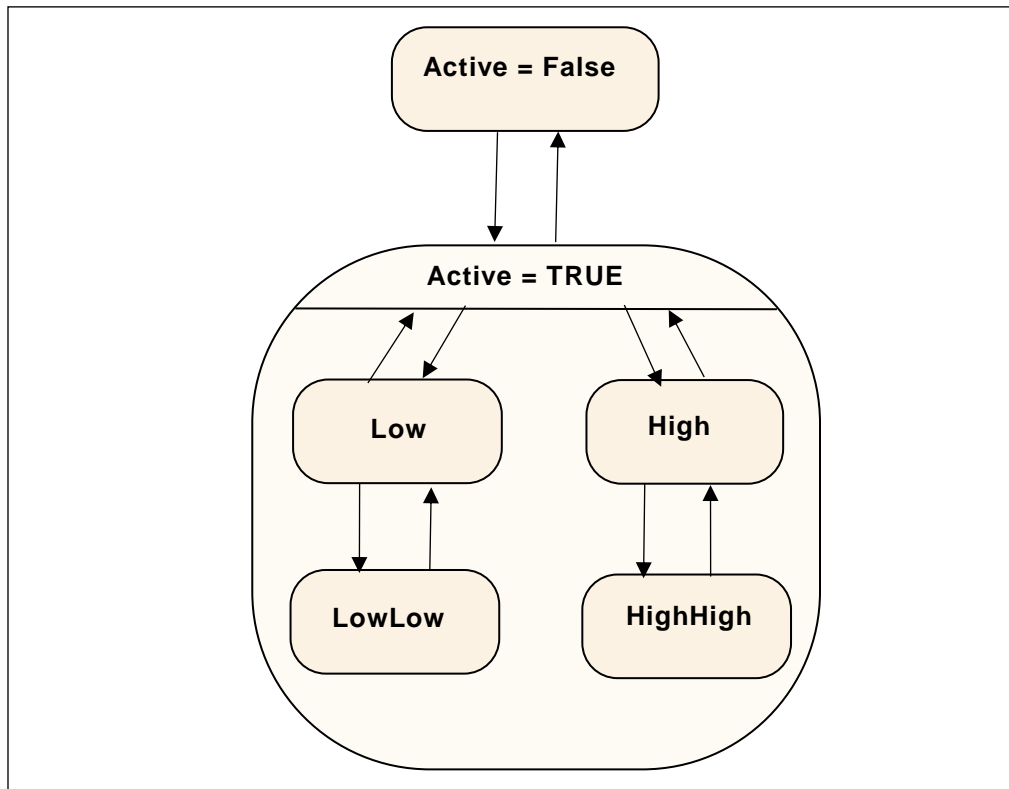 Active = False
Active = TRUE
Low
High
LowLow
HighHigh